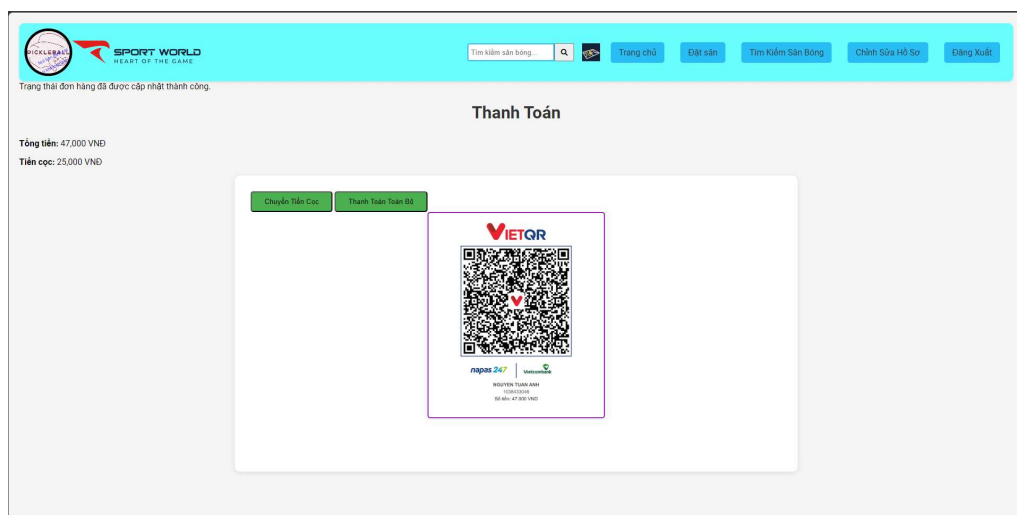 PICKLEBALL
SPORT WORLD
HEART OF THE GAME
Tìm kiếm sân bóng...
Trang chủ
Đặt sân
Tìm Kiếm Sân Bóng
Chỉnh Sửa Hồ Sơ
Đăng Xuất
Trạng thái đơn hàng đã được cập nhật thành công.
Thanh Toán
Tổng tiền: 47,000 VNĐ
Tiền cọc: 25,000 VNĐ
Chuyển Tiền Cọc
Thanh Toán Toàn Bộ
VIETQR
napas 247
Vietcombank
NGUYEN TUAN ANH
1038433046
Số tiền: 47.000 VND